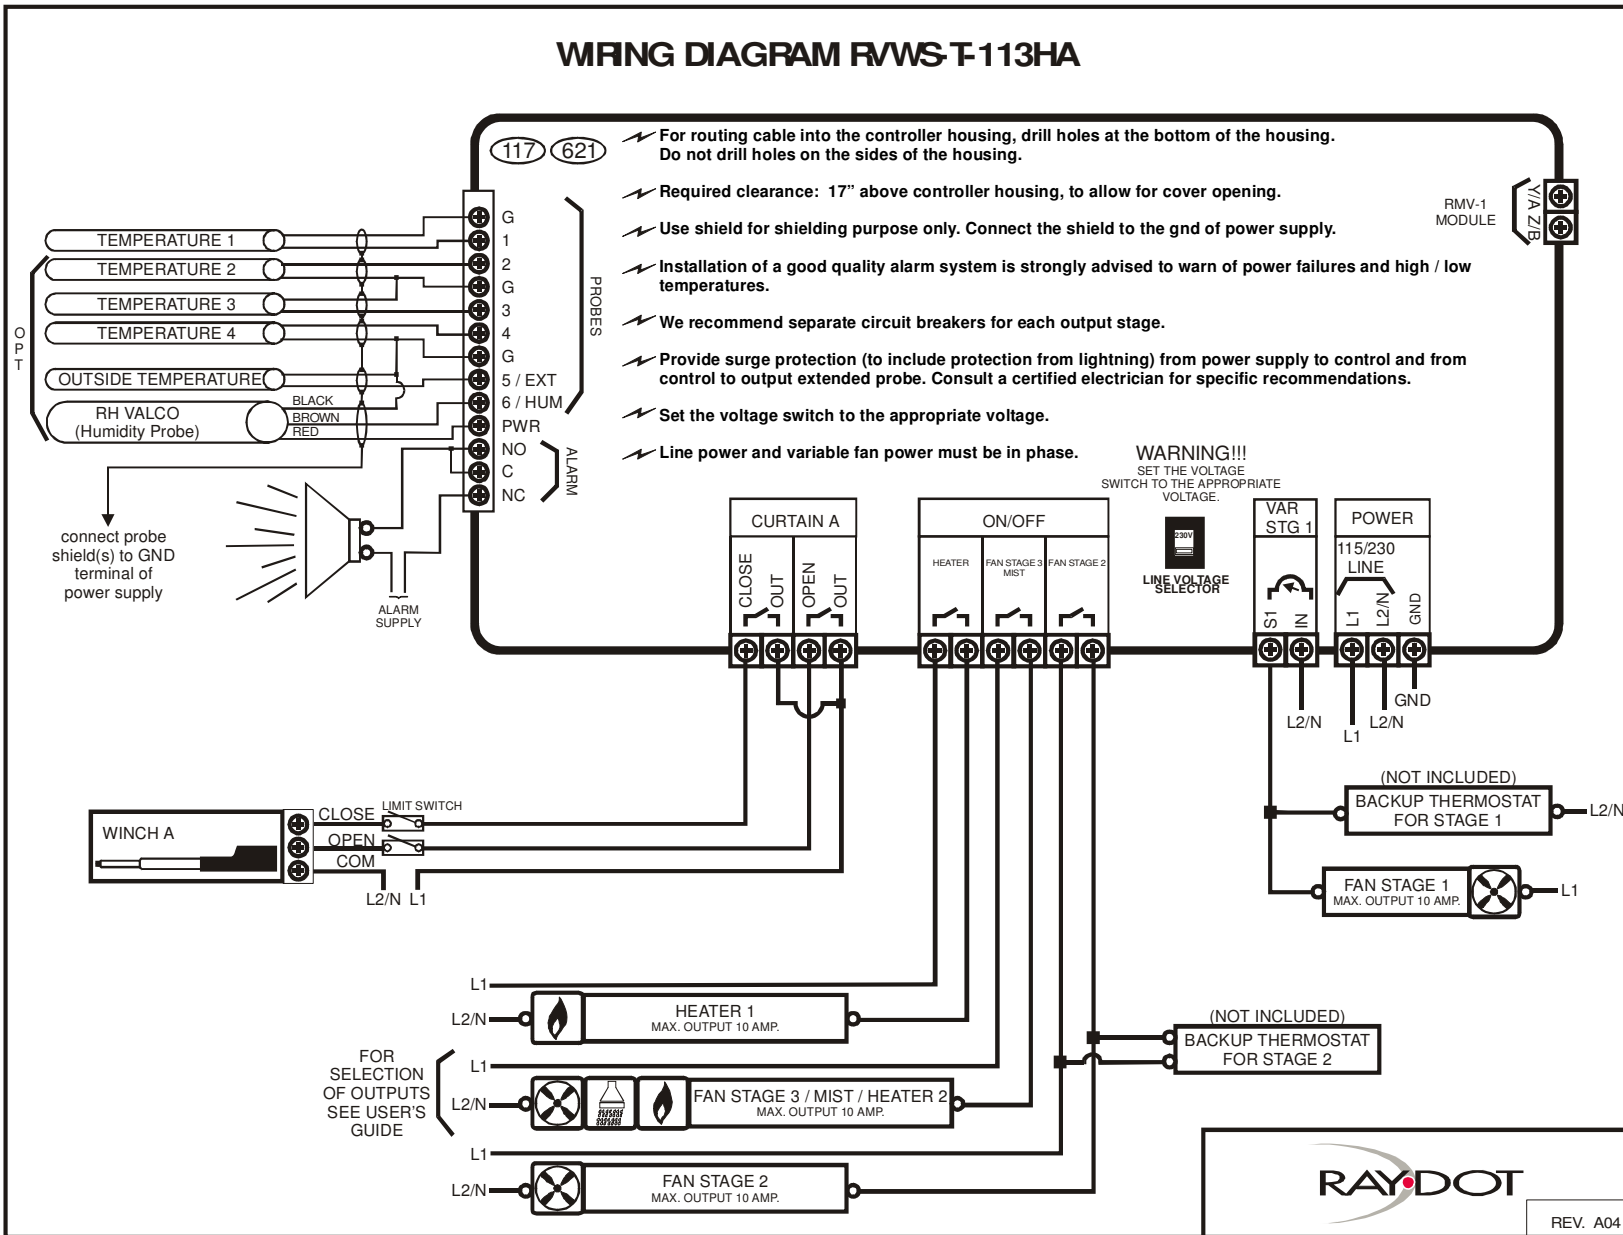 WIRING DIAGRAM RVWS-T-113HA
117 621
For routing cable into the controller housing, drill holes at the bottom of the housing.
Do not drill holes on the sides of the housing.
Required clearance: 17” above controller housing, to allow for cover opening.
Use shield for shielding purpose only. Connect the shield to the gnd of power supply.
Installation of a good quality alarm system is strongly advised to warn of power failures and high / low
temperatures.
We recommend separate circuit breakers for each output stage.
Provide surge protection (to include protection from lightning) from power supply to control and from
control to output extended probe. Consult a certified electrician for specific recommendations.
Set the voltage switch to the appropriate voltage.
Line power and variable fan power must be in phase.
RMV-1
MODULE
Y/A Z/B
TEMPERATURE 1
TEMPERATURE 2
TEMPERATURE 3
TEMPERATURE 4
OUTSIDE TEMPERATURE
RH VALCO
(Humidity Probe)
O
P
T
BLACK
BROWN
RED
G
1
2
G
3
4
G
5 / EXT
6 / HUM
PWR
NO
C
NC
PROBES
ALARM
connect probe
shield(s) to GND
terminal of
power supply
ALARM
SUPPLY
WARNING!!!
SET THE VOLTAGE
SWITCH TO THE APPROPRIATE
VOLTAGE.
230V
LINE VOLTAGE
SELECTOR
CURTAIN A
CLOSE
OUT
OPEN
OUT
ON/OFF
HEATER
FAN STAGE 3
MIST
FAN STAGE 2
VAR
STG 1
S1
IN
POWER
115/230
LINE
L1
L2/N
GND
L2/N
L1
L2/N
GND
WINCH A
CLOSE
OPEN
COM
LIMIT SWITCH
L2/N L1
(NOT INCLUDED)
BACKUP THERMOSTAT
FOR STAGE 1
L2/N
FAN STAGE 1
MAX. OUTPUT 10 AMP.
L1
L1
L2/N
HEATER 1
MAX. OUTPUT 10 AMP.
FOR
SELECTION
OF OUTPUTS
SEE USER'S
GUIDE
L1
L2/N
FAN STAGE 3 / MIST / HEATER 2
MAX. OUTPUT 10 AMP.
L1
L2/N
FAN STAGE 2
MAX. OUTPUT 10 AMP.
(NOT INCLUDED)
BACKUP THERMOSTAT
FOR STAGE 2
RAYDOT
REV. A04